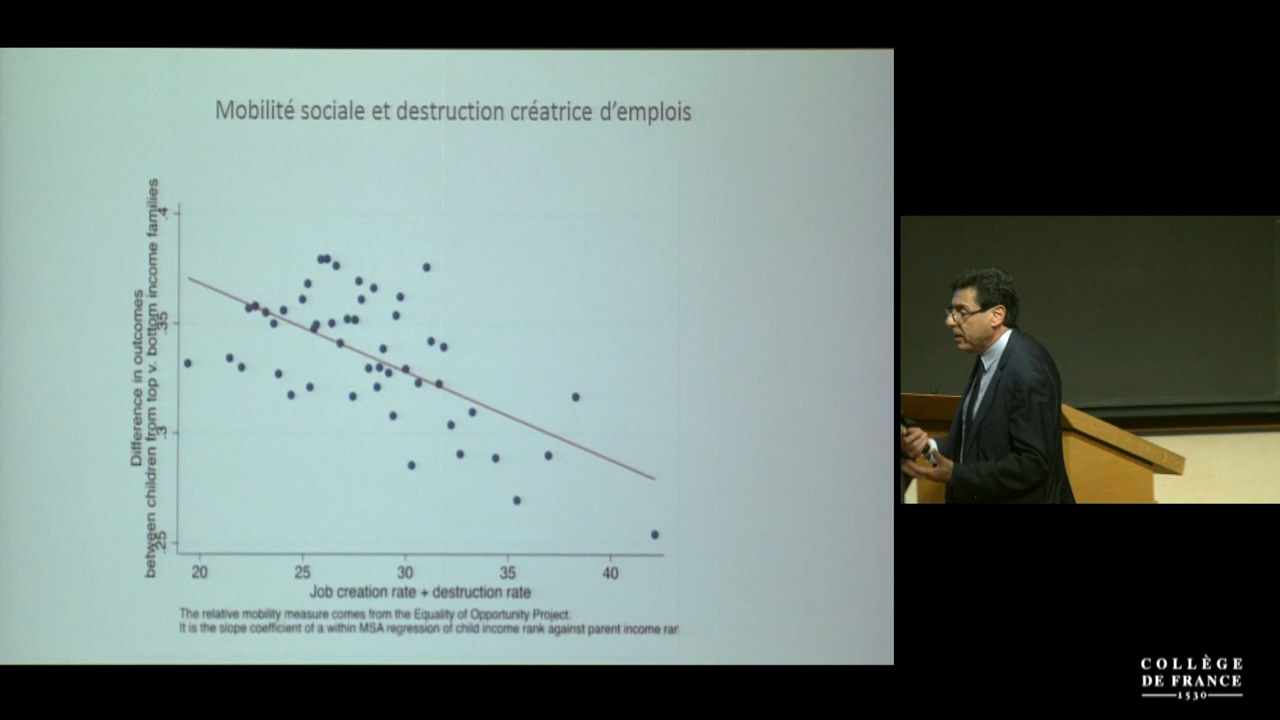 Mobilité sociale et destruction créatrice d'emplois
Difference in outcomes
between children from top v. bottom income families
.4
.35
.3
.25
20
25
30
35
40
Job creation rate + destruction rate
The relative mobility measure comes from the Equality of Opportunity Project.
It is the slope coefficient of a within MSA regression of child income rank against parent income rar
COLLÈGE
DE FRANCE
1530